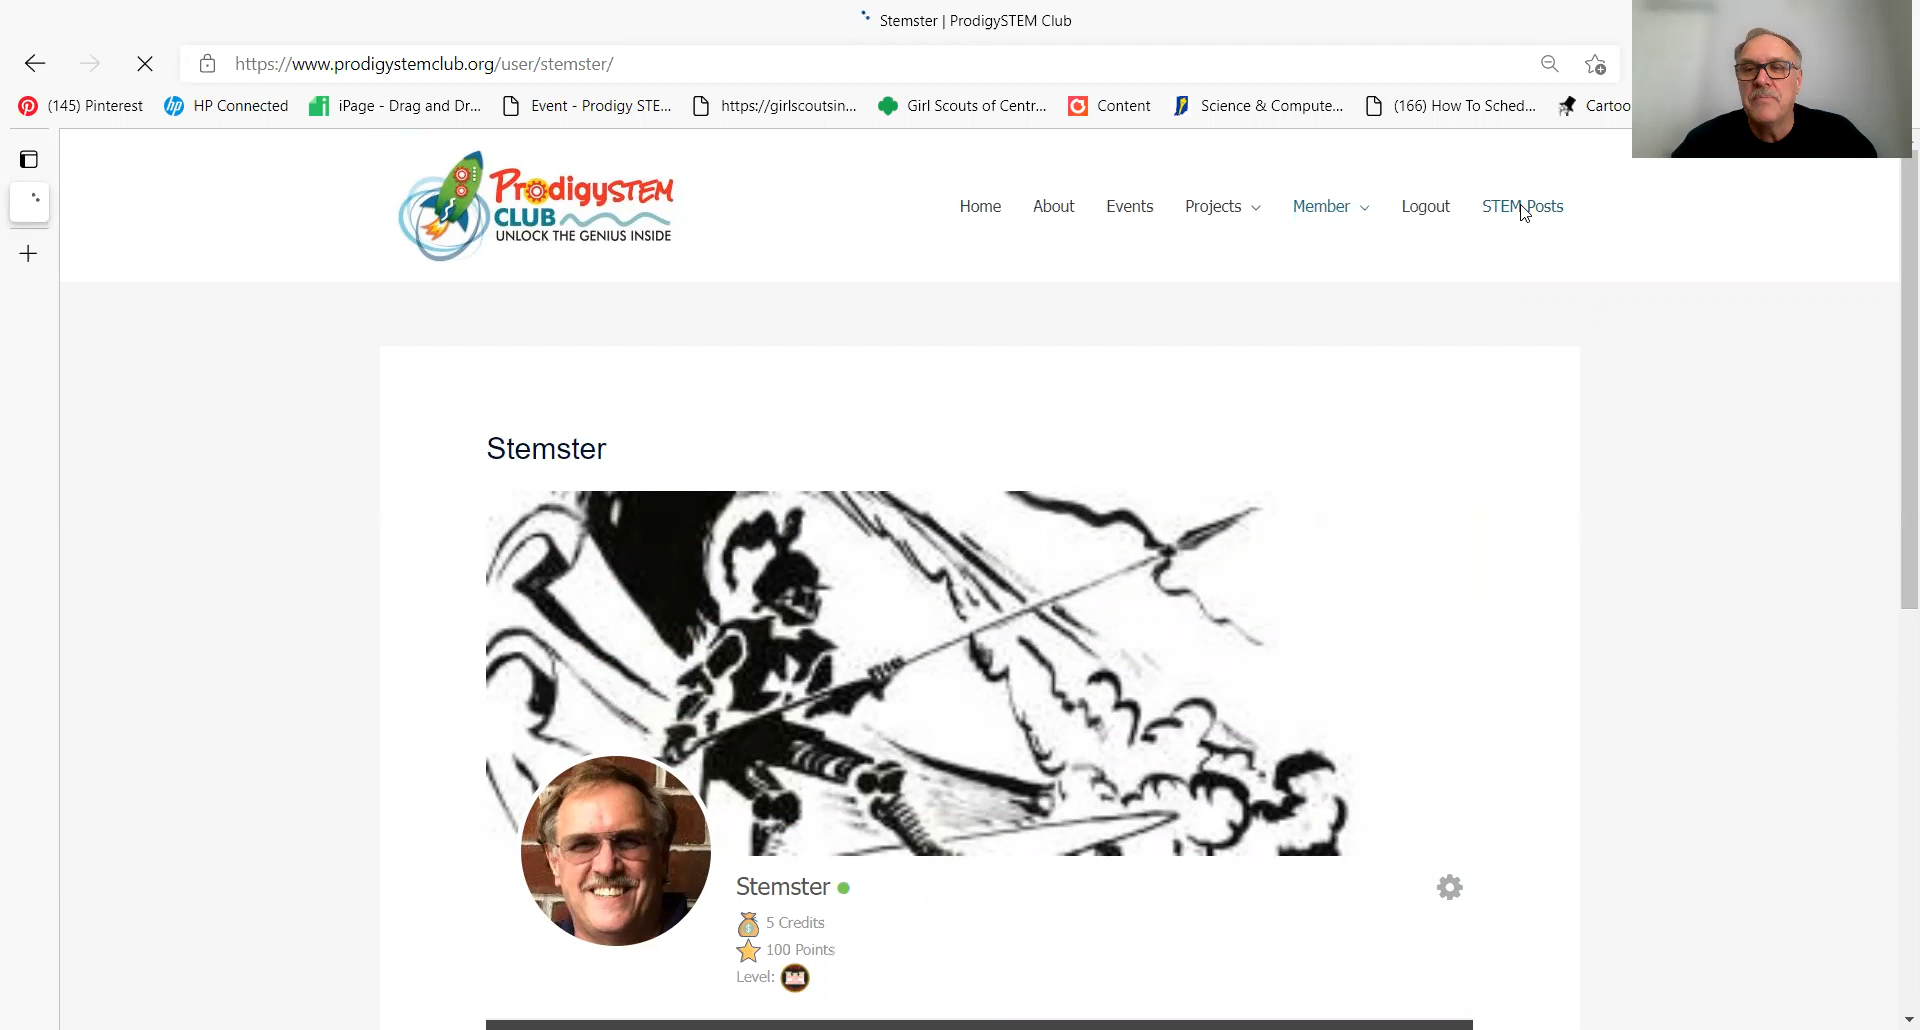 Stemster | ProdigySTEM Club
https://www.prodigystemclub.org/user/stemster/
(145) Pinterest
HP Connected
iPage - Drag and Dr...
Event - Prodigy STE...
https://girlscoutsin...
Girl Scouts of Centr...
Content
Science & Compute...
(166) How To Sched...
Cartoo
ProdigySTEM
CLUB
UNLOCK THE GENIUS INSIDE
Home
About
Events
Projects
Member
Logout
STEM Posts
Stemster
Stemster
5 Credits
100 Points
Level: